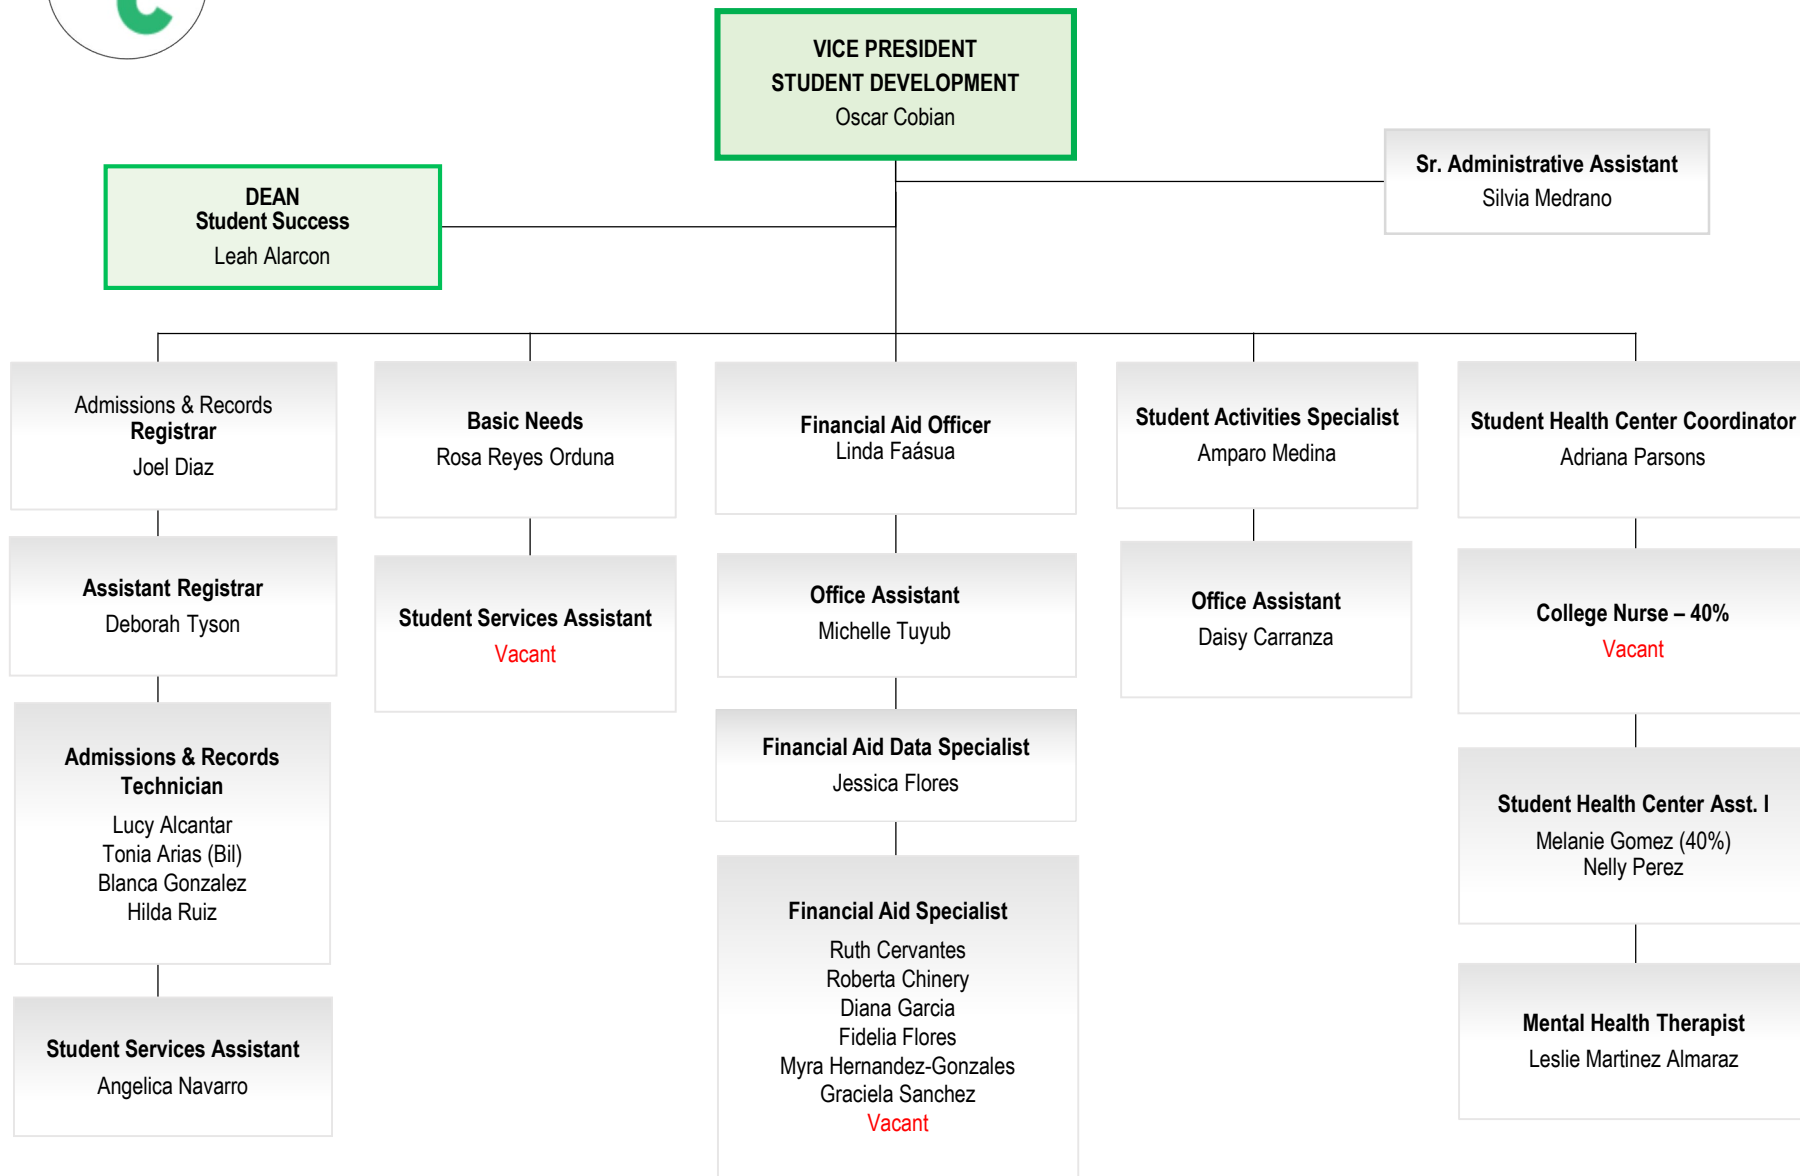 VICE PRESIDENT
STUDENT DEVELOPMENT
Oscar Cobian
Sr. Administrative Assistant
Silvia Medrano
DEAN
Student Success
Leah Alarcon
Admissions & Records
Registrar
Joel Diaz
Assistant Registrar
Deborah Tyson
Admissions & Records
Technician
Lucy Alcantar
Tonia Arias (Bil)
Blanca Gonzalez
Hilda Ruiz
Student Services Assistant
Angelica Navarro
Basic Needs
Rosa Reyes Orduna
Student Services Assistant
Vacant
Financial Aid Officer
Linda Faásua
Office Assistant
Michelle Tuyub
Financial Aid Data Specialist
Jessica Flores
Financial Aid Specialist
Ruth Cervantes
Roberta Chinery
Diana Garcia
Fidelia Flores
Myra Hernandez-Gonzales
Graciela Sanchez
Vacant
Student Activities Specialist
Amparo Medina
Office Assistant
Daisy Carranza
Student Health Center Coordinator
Adriana Parsons
College Nurse – 40%
Vacant
Student Health Center Asst. I
Melanie Gomez (40%)
Nelly Perez
Mental Health Therapist
Leslie Martinez Almaraz